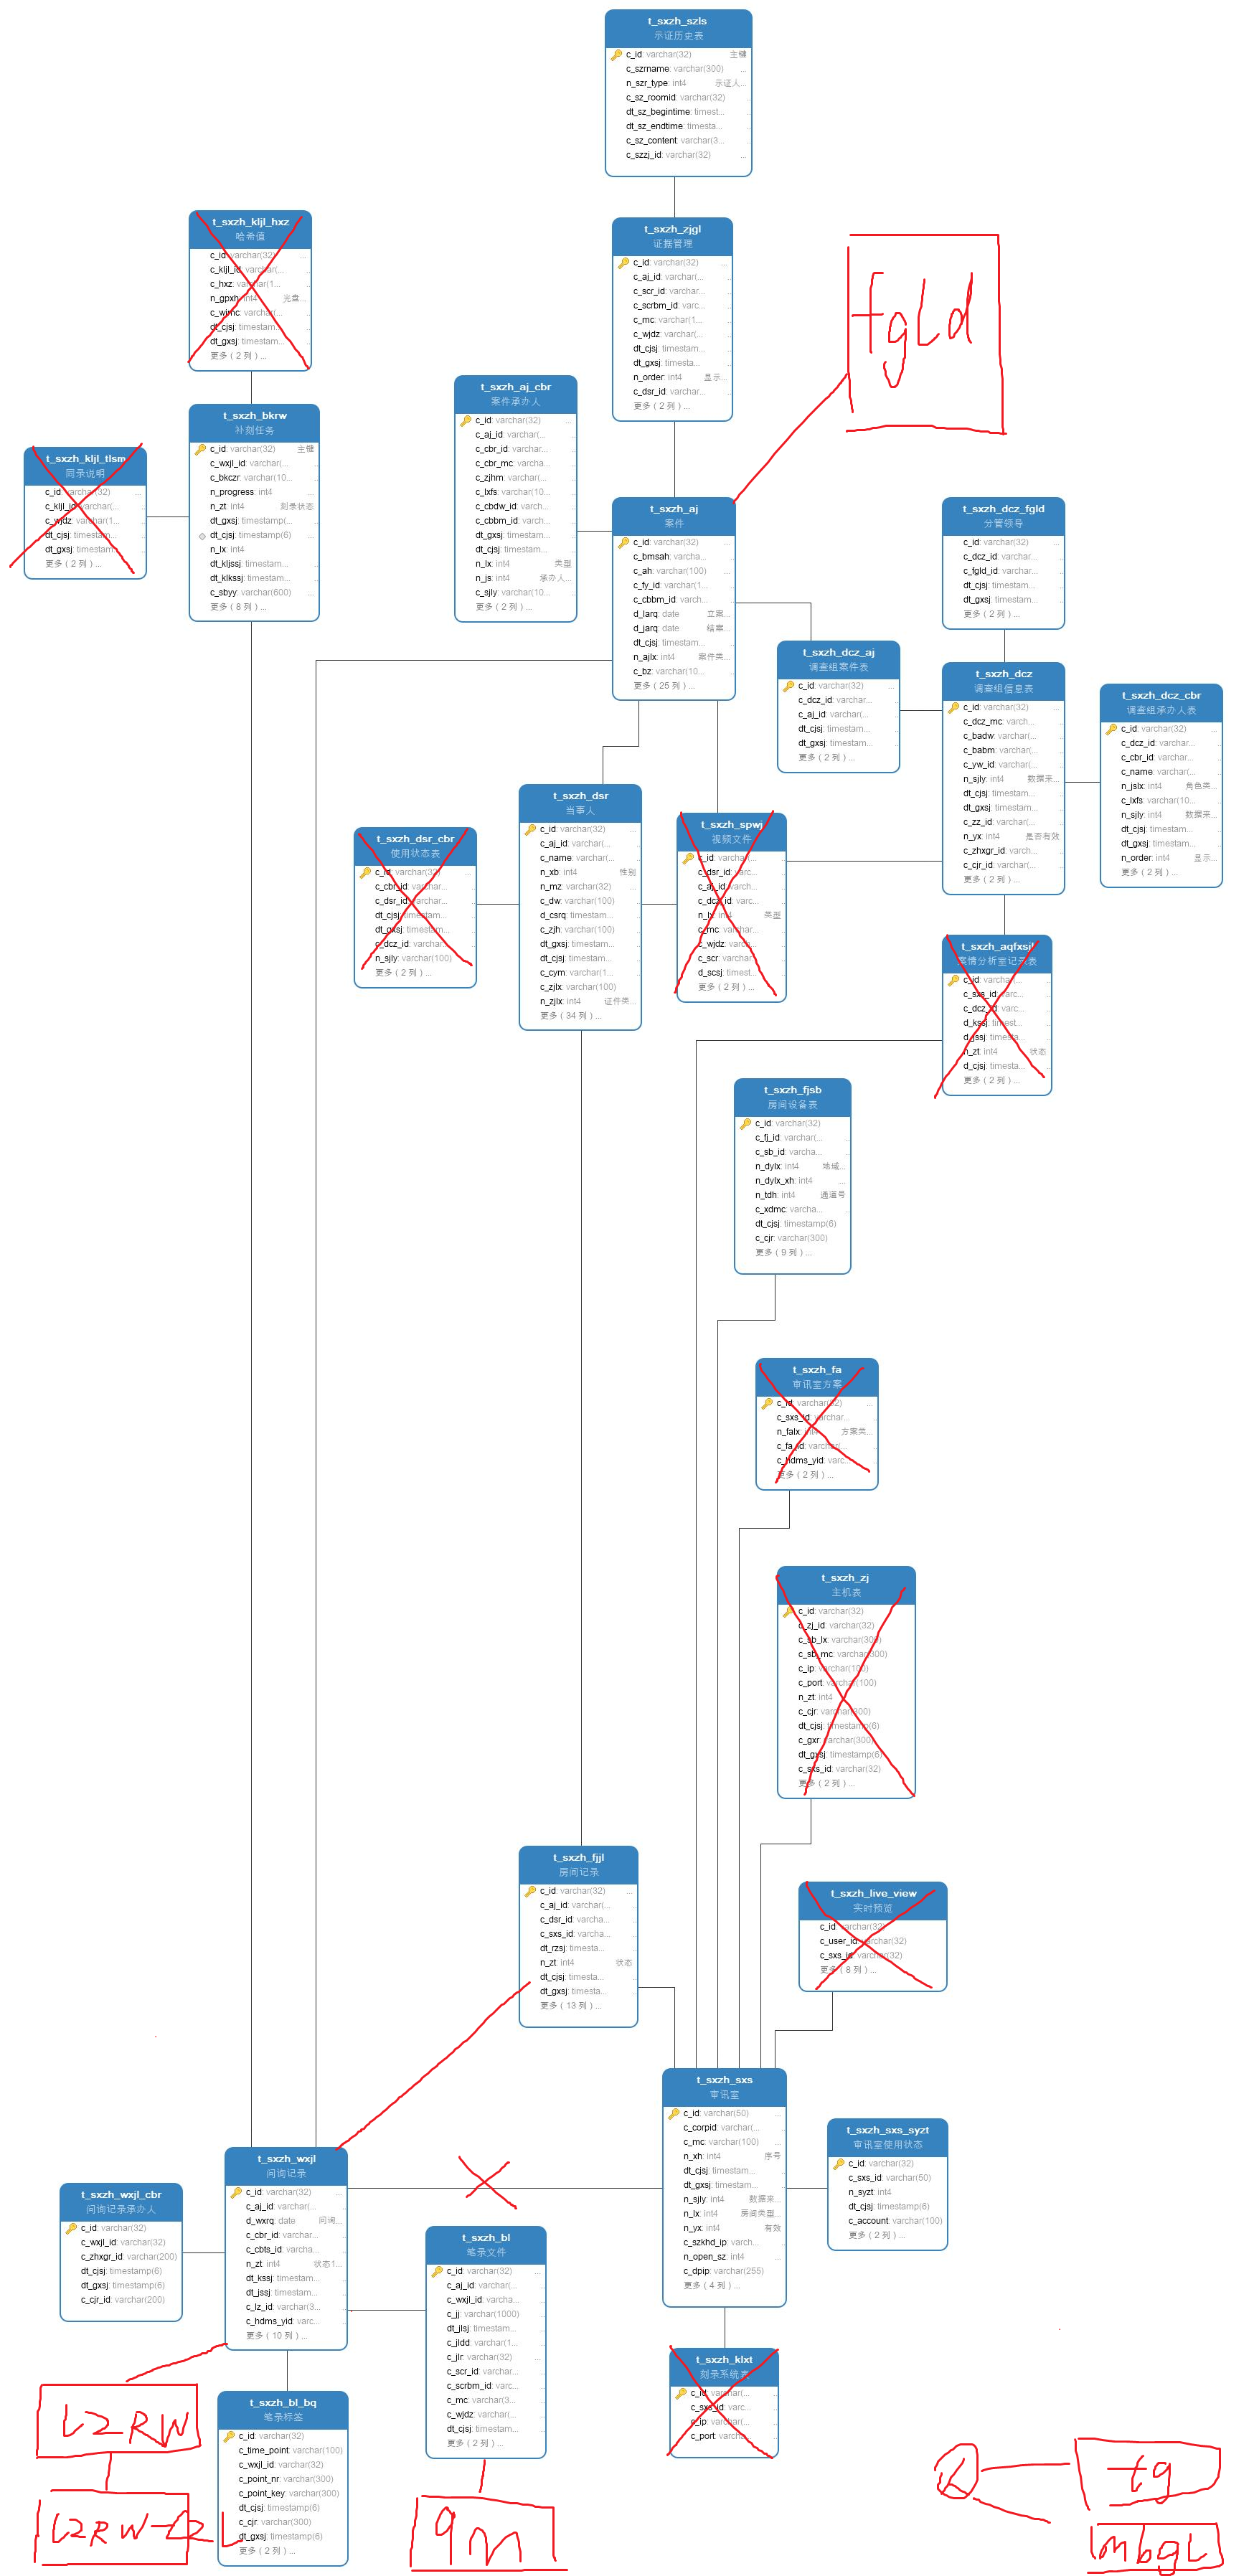 t_sxzh_szls
示证历史表
c_id: varchar(32) 主键
c_szrname: varchar(300) ...
n_szr_type: int4 示证人...
c_sz_roomid: varchar(32)
dt_sz_begintime: timest...
dt_sz_endtime: timesta...
c_sz_content: varchar(3...
c_szzj_id: varchar(32) ...
t_sxzh_kljl_hxz
哈希值
c_id: varchar(32) ...
c_kljl_id: varchar(...
c_hxz: varchar(1...
n_gpxh: int4 光盘...
c_wjmc: varchar(...
dt_cjsj: timestam...
dt_gxsj: timestam...
更多 ( 2 列 ) ...
t_sxzh_zjgl
证据管理
c_id: varchar(32) ...
c_aj_id: varchar(...
c_scr_id: varchar...
c_scrbm_id: varc...
c_mc: varchar(1...
c_wjdz: varchar(...
dt_cjsj: timestam...
dt_gxsj: timesta...
n_order: int4 显示...
c_dsr_id: varchar...
更多 ( 2 列 ) ...
fgld
t_sxzh_aj_cbr
案件承办人
c_id: varchar(32) ...
c_aj_id: varchar(...
c_cbr_id: varchar...
c_cbr_mc: varcha...
c_zjhm: varchar(...
c_lxfs: varchar(10...
c_cbdw_id: varch...
c_cbbm_id: varch...
dt_gxsj: timestam...
dt_cjsj: timestam...
n_lx: int4 类型
n_js: int4 承办人...
c_sjly: varchar(10...
更多 ( 2 列 ) ...
t_sxzh_bkrw
补刻任务
c_id: varchar(32) 主键
c_wxjl_id: varchar(...
c_bkczr: varchar(10...
n_progress: int4 ...
n_zt: int4 刻录状态
dt_gxsj: timestamp(...
dt_cjsj: timestamp(6) ...
n_lx: int4
dt_kljssj: timestam...
dt_klkssj: timestam...
c_sbyy: varchar(600) ...
更多 ( 8 列 ) ...
t_sxzh_kljl_tlsm
同录说明
c_id: varchar(32) ...
c_kljl_id: varchar(...
c_wjdz: varchar(1...
dt_cjsj: timestam...
dt_gxsj: timestam...
更多 ( 2 列 ) ...
t_sxzh_aj
案件
c_id: varchar(32) ...
c_bmsah: varcha...
c_ah: varchar(100) ...
c_fy_id: varchar(1...
c_cbbm_id: varch...
d_larq: date 立案...
d_jarq: date 结案...
dt_cjsj: timestam...
n_ajlx: int4 案件类...
c_bz: varchar(10...
更多 ( 25 列 ) ...
t_sxzh_dcz_fgld
分管领导
c_id: varchar(32) ...
c_dcz_id: varchar...
c_fgld_id: varchar...
dt_cjsj: timestam...
dt_gxsj: timestam...
更多 ( 2 列 ) ...
t_sxzh_dcz_aj
调查组案件表
c_id: varchar(32) ...
c_dcz_id: varchar...
c_aj_id: varchar(...
dt_cjsj: timestam...
dt_gxsj: timestam...
更多 ( 2 列 ) ...
t_sxzh_dcz
调查组信息表
c_id: varchar(32) ...
c_dcz_mc: varch...
c_badw: varchar(...
c_babm: varchar(...
c_yw_id: varchar(...
n_sjly: int4 数据来...
dt_cjsj: timestam...
dt_gxsj: timestam...
c_zz_id: varchar(...
n_yx: int4 是否有效
c_zhxgr_id: varch...
c_cjr_id: varchar(...
更多 ( 2 列 ) ...
t_sxzh_dcz_cbr
调查组承办人表
c_id: varchar(32) ...
c_dcz_id: varchar...
c_cbr_id: varchar...
c_name: varchar(...
n_jslx: int4 角色类...
c_lxfs: varchar(10...
n_sjly: int4 数据来...
dt_cjsj: timestam...
dt_gxsj: timestam...
n_order: int4 显示...
更多 ( 2 列 ) ...
t_sxzh_dsr
当事人
c_id: varchar(32) ...
c_aj_id: varchar(...
c_name: varchar(...
n_xb: int4 性别
n_mz: varchar(32) ...
c_dw: varchar(100)
d_csrq: timestam...
c_zjh: varchar(100)
dt_gxsj: timestam...
dt_cjsj: timestam...
c_cym: varchar(1...
c_zjlx: varchar(100)
n_zjlx: int4 证件类...
更多 ( 34 列 ) ...
t_sxzh_dsr_cbr
使用状态表
c_id: varchar(32) ...
c_cbr_id: varchar...
c_dsr_id: varchar...
dt_cjsj: timestam...
dt_gxsj: timestam...
c_dcz_id: varchar...
n_sjly: varchar(100)
更多 ( 2 列 ) ...
t_sxzh_spwj
视频文件
c_id: varchar(...
c_dsr_id: varc...
c_aj_id: varch...
c_dcz_id: varc...
n_lx: int4 类型
c_mc: varchar...
c_wjdz: varch...
c_scr: varchar...
d_scsj: timest...
更多 ( 2 列 ) ...
t_sxzh_aqfxsjl
案情分析室记录表
c_id: varchar(...
c_sxs_id: varc...
c_dcz_id: varc...
d_kssj: timest...
d_jssj: timesta...
n_zt: int4 状态
d_cjsj: timesta...
更多 ( 2 列 ) ...
t_sxzh_fjsb
房间设备表
c_id: varchar(32)
c_fj_id: varchar(...
c_sb_id: varcha...
n_dylx: int4 地域...
n_dylx_xh: int4 ...
n_tdh: int4 通道号
c_xdmc: varcha...
dt_cjsj: timestamp(6)
c_cjr: varchar(300)
更多 ( 9 列 ) ...
t_sxzh_fa
审讯室方案
c_id: varchar(32) ...
c_sxs_id: varchar...
n_falx: int4 方案类...
c_fa_id: varchar(...
c_hdms_yid: varc...
更多 ( 2 列 ) ...
t_sxzh_zj
主机表
c_id: varchar(32)
c_zj_id: varchar(32)
c_sb_lx: varchar(300)
c_sb_mc: varchar(300)
c_ip: varchar(100)
c_port: varchar(100)
n_zt: int4
c_cjr: varchar(300)
dt_cjsj: timestamp(6)
c_gxr: varchar(300)
dt_gxsj: timestamp(6)
c_sxs_id: varchar(32)
更多 ( 2 列 ) ...
t_sxzh_fjjl
房间记录
c_id: varchar(32) ...
c_aj_id: varchar(...
c_dsr_id: varcha...
c_sxs_id: varcha...
dt_rzsj: timesta...
n_zt: int4 状态
dt_cjsj: timesta...
dt_gxsj: timesta...
更多 ( 13 列 ) ...
t_sxzh_live_view
实时预览
c_id: varchar(32)
c_user_id: varchar(32)
c_sxs_id: varchar(32)
更多 ( 8 列 ) ...
t_sxzh_sxs
审讯室
c_id: varchar(50) ...
c_corpid: varchar(...
c_mc: varchar(100) ...
n_xh: int4 序号
dt_cjsj: timestam...
dt_gxsj: timestam...
n_sjly: int4 数据来...
n_lx: int4 房间类型...
n_yx: int4 有效
c_szkhd_ip: varch...
n_open_sz: int4 ...
c_dpip: varchar(255)
更多 ( 4 列 ) ...
t_sxzh_sxs_syzt
审讯室使用状态
c_id: varchar(32)
c_sxs_id: varchar(50)
n_syzt: int4
dt_cjsj: timestamp(6)
c_account: varchar(100)
更多 ( 2 列 ) ...
t_sxzh_wxjl
问询记录
c_id: varchar(32) ...
c_aj_id: varchar(...
d_wxrq: date 问询...
c_cbr_id: varchar...
c_cbts_id: varcha...
n_zt: int4 状态1...
dt_kssj: timestam...
dt_jssj: timestam...
c_lz_id: varchar(3...
c_hdms_yid: varc...
更多 ( 10 列 ) ...
t_sxzh_wxjl_cbr
问询记录承办人
c_id: varchar(32)
c_wxjl_id: varchar(32)
c_zhxgr_id: varchar(200)
dt_cjsj: timestamp(6)
dt_gxsj: timestamp(6)
c_cjr_id: varchar(200)
t_sxzh_bl
笔录文件
c_id: varchar(32) ...
c_aj_id: varchar(...
c_wxjl_id: varcha...
c_jj: varchar(1000)
dt_jlsj: timestam...
c_jldd: varchar(1...
c_jlr: varchar(32) ...
c_scr_id: varchar...
c_scrbm_id: varc...
c_mc: varchar(3...
c_wjdz: varchar(...
dt_cjsj: timestam...
更多 ( 2 列 ) ...
t_sxzh_klxt
刻录系统表
c_id: varchar(...
c_sxs_id: varc...
c_ip: varchar(...
c_port: varch...
t_sxzh_bl_bq
笔录标签
c_id: varchar(32)
c_time_point: varchar(100)
c_wxjl_id: varchar(32)
c_point_nr: varchar(300)
c_point_key: varchar(300)
dt_cjsj: timestamp(6)
c_cjr: varchar(300)
dt_gxsj: timestamp(6)
更多 ( 2 列 ) ...
LZRW
qm
tg
mbgL